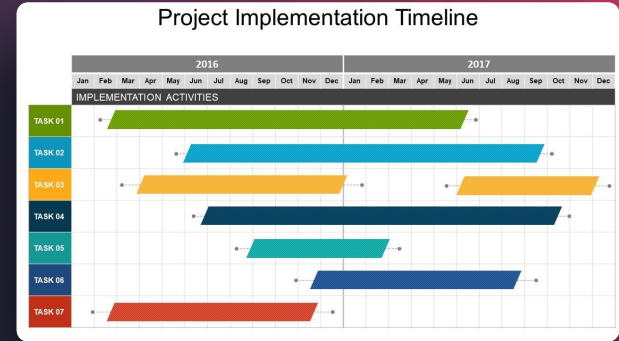 Project Implementation Timeline
2016 2017
Jan Feb Mar Apr May Jun Jul Aug Sep Oct Nov Dec Jan Feb Mar Apr May Jun Jul Aug Sep Oct Nov Dec
IMPLEMENTATION ACTIVITIES
TASK 01
TASK 02
TASK 03
TASK 04
TASK 05
TASK 06
TASK 07